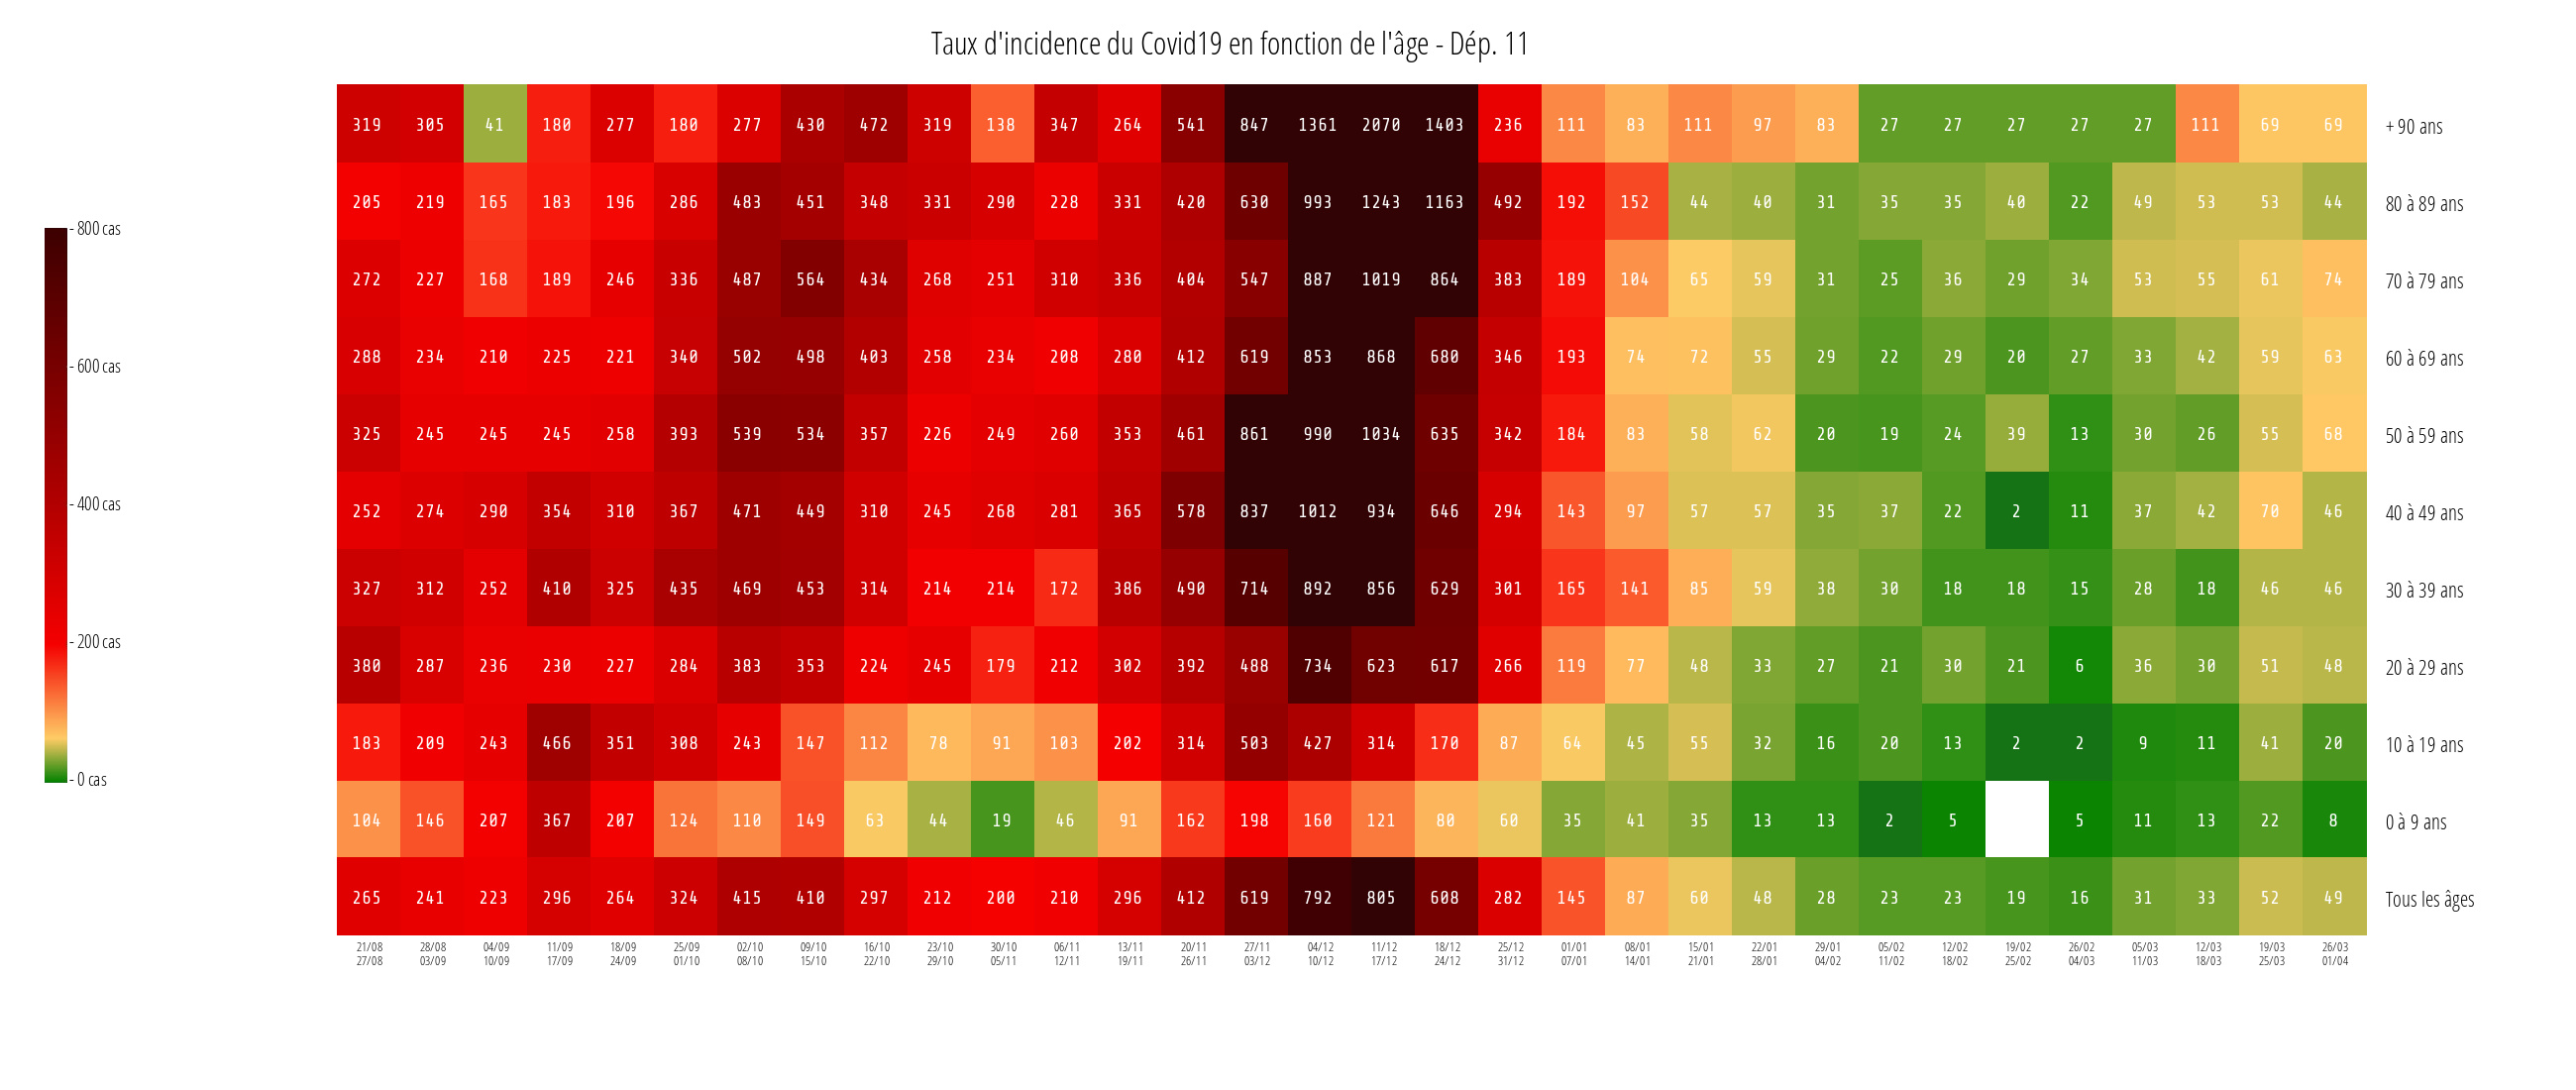 Taux d'incidence du Covid19 en fonction de l'âge - Dép. 11
319 305 41 180 277 180 277 430 472 319 138 347 264 541 847 1361 2070 1403 236 111 83 111 97 83 27 27 27 27 27 111 69 69 + 90 ans
205 219 165 183 196 286 483 451 348 331 290 228 331 420 630 993 1243 1163 492 192 152 44 40 31 35 35 40 22 49 53 53 44 80 à 89 ans
272 227 168 189 246 336 487 564 434 268 251 310 336 404 547 887 1019 864 383 189 104 65 59 31 25 36 29 34 53 55 61 74 70 à 79 ans
288 234 210 225 221 340 502 498 403 258 234 208 280 412 619 853 868 680 346 193 74 72 55 29 22 29 20 27 33 42 59 63 60 à 69 ans
325 245 245 245 258 393 539 534 357 226 249 260 353 461 861 990 1034 635 342 184 83 58 62 20 19 24 39 13 30 26 55 68 50 à 59 ans
252 274 290 354 310 367 471 449 310 245 268 281 365 578 837 1012 934 646 294 143 97 57 57 35 37 22 2 11 37 42 70 46 40 à 49 ans
327 312 252 410 325 435 469 453 314 214 214 172 386 490 714 892 856 629 301 165 141 85 59 38 30 18 18 15 28 18 46 46 30 à 39 ans
380 287 236 230 227 284 383 353 224 245 179 212 302 392 488 734 623 617 266 119 77 48 33 27 21 30 21 6 36 30 51 48 20 à 29 ans
183 209 243 466 351 308 243 147 112 78 91 103 202 314 503 427 314 170 87 64 45 55 32 16 20 13 2 2 9 11 41 20 10 à 19 ans
104 146 207 367 207 124 110 149 63 44 19 46 91 162 198 160 121 80 60 35 41 35 13 13 2 5 5 11 13 22 8 0 à 9 ans
265 241 223 296 264 324 415 410 297 212 200 210 296 412 619 792 805 608 282 145 87 60 48 28 23 23 19 16 31 33 52 49 Tous les âges
21/08 28/08 04/09 11/09 18/09 25/09 02/10 09/10 16/10 23/10 30/10 06/11 13/11 20/11 27/11 04/12 11/12 18/12 25/12 01/01 08/01 15/01 22/01 29/01 05/02 12/02 19/02 26/02 05/03 12/03 19/03 26/03
27/08 03/09 10/09 17/09 24/09 01/10 08/10 15/10 22/10 29/10 05/11 12/11 19/11 26/11 03/12 10/12 17/12 24/12 31/12 07/01 14/01 21/01 28/01 04/02 11/02 18/02 25/02 04/03 11/03 18/03 25/03 01/04
- 800 cas
- 600 cas
- 400 cas
- 200 cas
- 0 cas